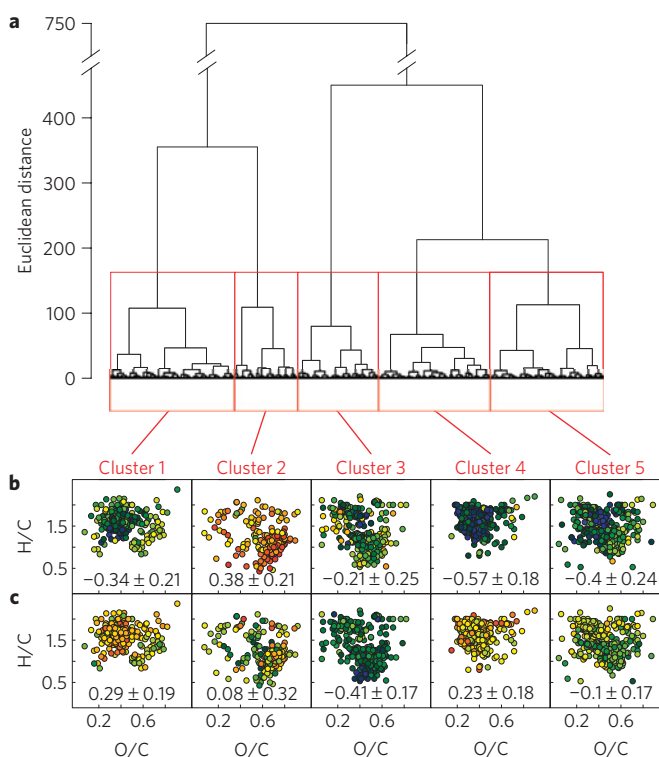 a
750
400
300
200
100
0
Euclidean distance
Cluster 1 Cluster 2 Cluster 3 Cluster 4 Cluster 5
b
H/C
1.5
0.5
−0.34 ± 0.21 0.38 ± 0.21 −0.21 ± 0.25 −0.57 ± 0.18 −0.4 ± 0.24
c
H/C
1.5
0.5
0.29 ± 0.19 0.08 ± 0.32 −0.41 ± 0.17 0.23 ± 0.18 −0.1 ± 0.17
0.2 0.6 0.2 0.6 0.2 0.6 0.2 0.6 0.2 0.6
O/C O/C O/C O/C O/C